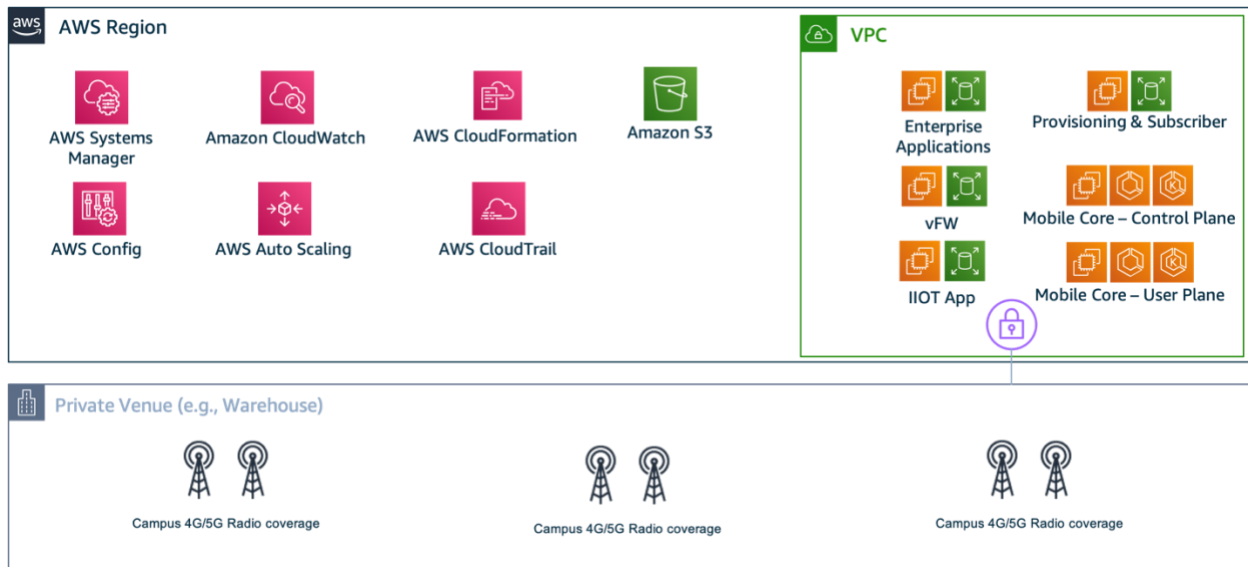 aws
AWS Region
VPC
AWS Systems
Manager
Amazon CloudWatch
AWS CloudFormation
Amazon S3
AWS Config
AWS Auto Scaling
AWS CloudTrail
Enterprise
Applications
Provisioning & Subscriber
vFW
Mobile Core – Control Plane
IIOT App
Mobile Core – User Plane
K
K
Private Venue (e.g., Warehouse)
Campus 4G/5G Radio coverage
Campus 4G/5G Radio coverage
Campus 4G/5G Radio coverage